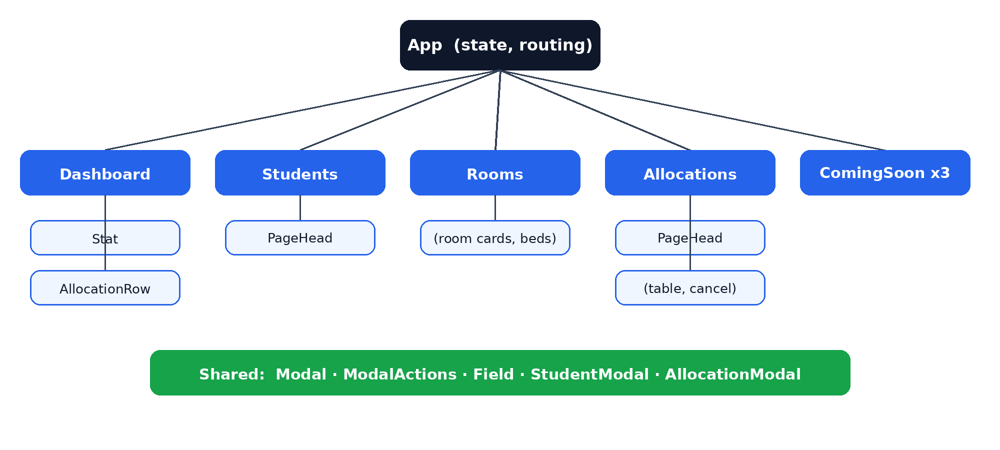 App  (state, routing)
Dashboard
Students
Rooms
Allocations
ComingSoon x3
Stat
PageHead
(room cards, beds)
PageHead
AllocationRow
(table, cancel)
Shared:  Modal · ModalActions · Field · StudentModal · AllocationModal